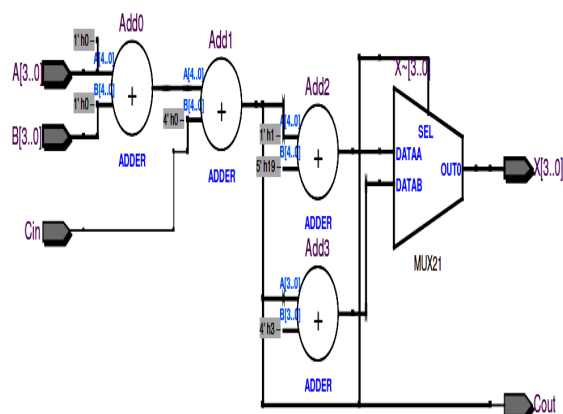 Add0
1' h0
A[4..0]
A[3..0]
B[4..0]
1' h0
+
B[3..0]
ADDER
Add1
A[4..0]
B[4..0]
4' h0
+
ADDER
Cin
Add2
A[4..0]
1' h1
B[4..0]
5' h19
+
ADDER
Add3
A[3..0]
B[3..0]
4' h3
+
ADDER
X~[3..0]
SEL
DATAA
DATAB
OUT0
MUX21
X[3..0]
Cout